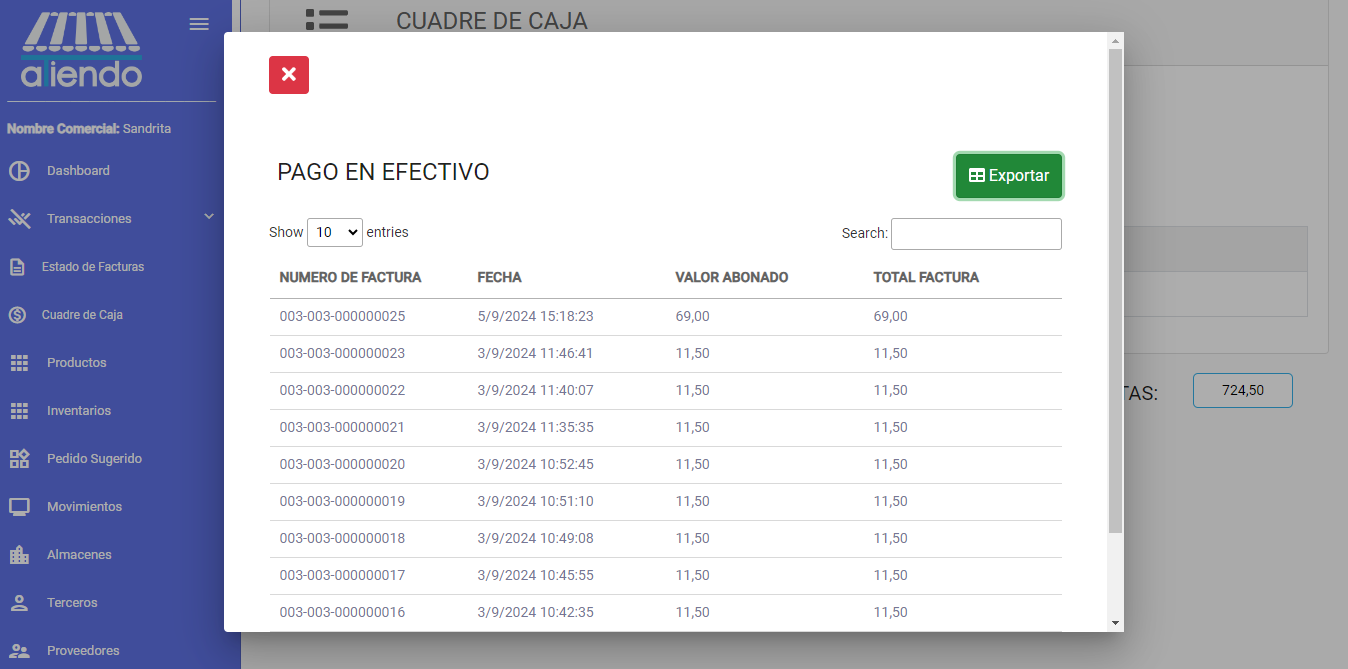 CUADRE DE CAJA
aTiendo
Nombre Comercial: Sandrita
Dashboard
Transacciones
Estado de Facturas
Cuadre de Caja
Productos
Inventarios
Pedido Sugerido
Movimientos
Almacenes
Terceros
Proveedores
PAGO EN EFECTIVO
Exportar
Show 10 entries
Search:
NUMERO DE FACTURA FECHA VALOR ABONADO TOTAL FACTURA
003-003-000000025 5/9/2024 15:18:23 69,00 69,00
003-003-000000023 3/9/2024 11:46:41 11,50 11,50
003-003-000000022 3/9/2024 11:40:07 11,50 11,50
003-003-000000021 3/9/2024 11:35:35 11,50 11,50
003-003-000000020 3/9/2024 10:52:45 11,50 11,50
003-003-000000019 3/9/2024 10:51:10 11,50 11,50
003-003-000000018 3/9/2024 10:49:08 11,50 11,50
003-003-000000017 3/9/2024 10:45:55 11,50 11,50
003-003-000000016 3/9/2024 10:42:35 11,50 11,50
TAS: 724,50